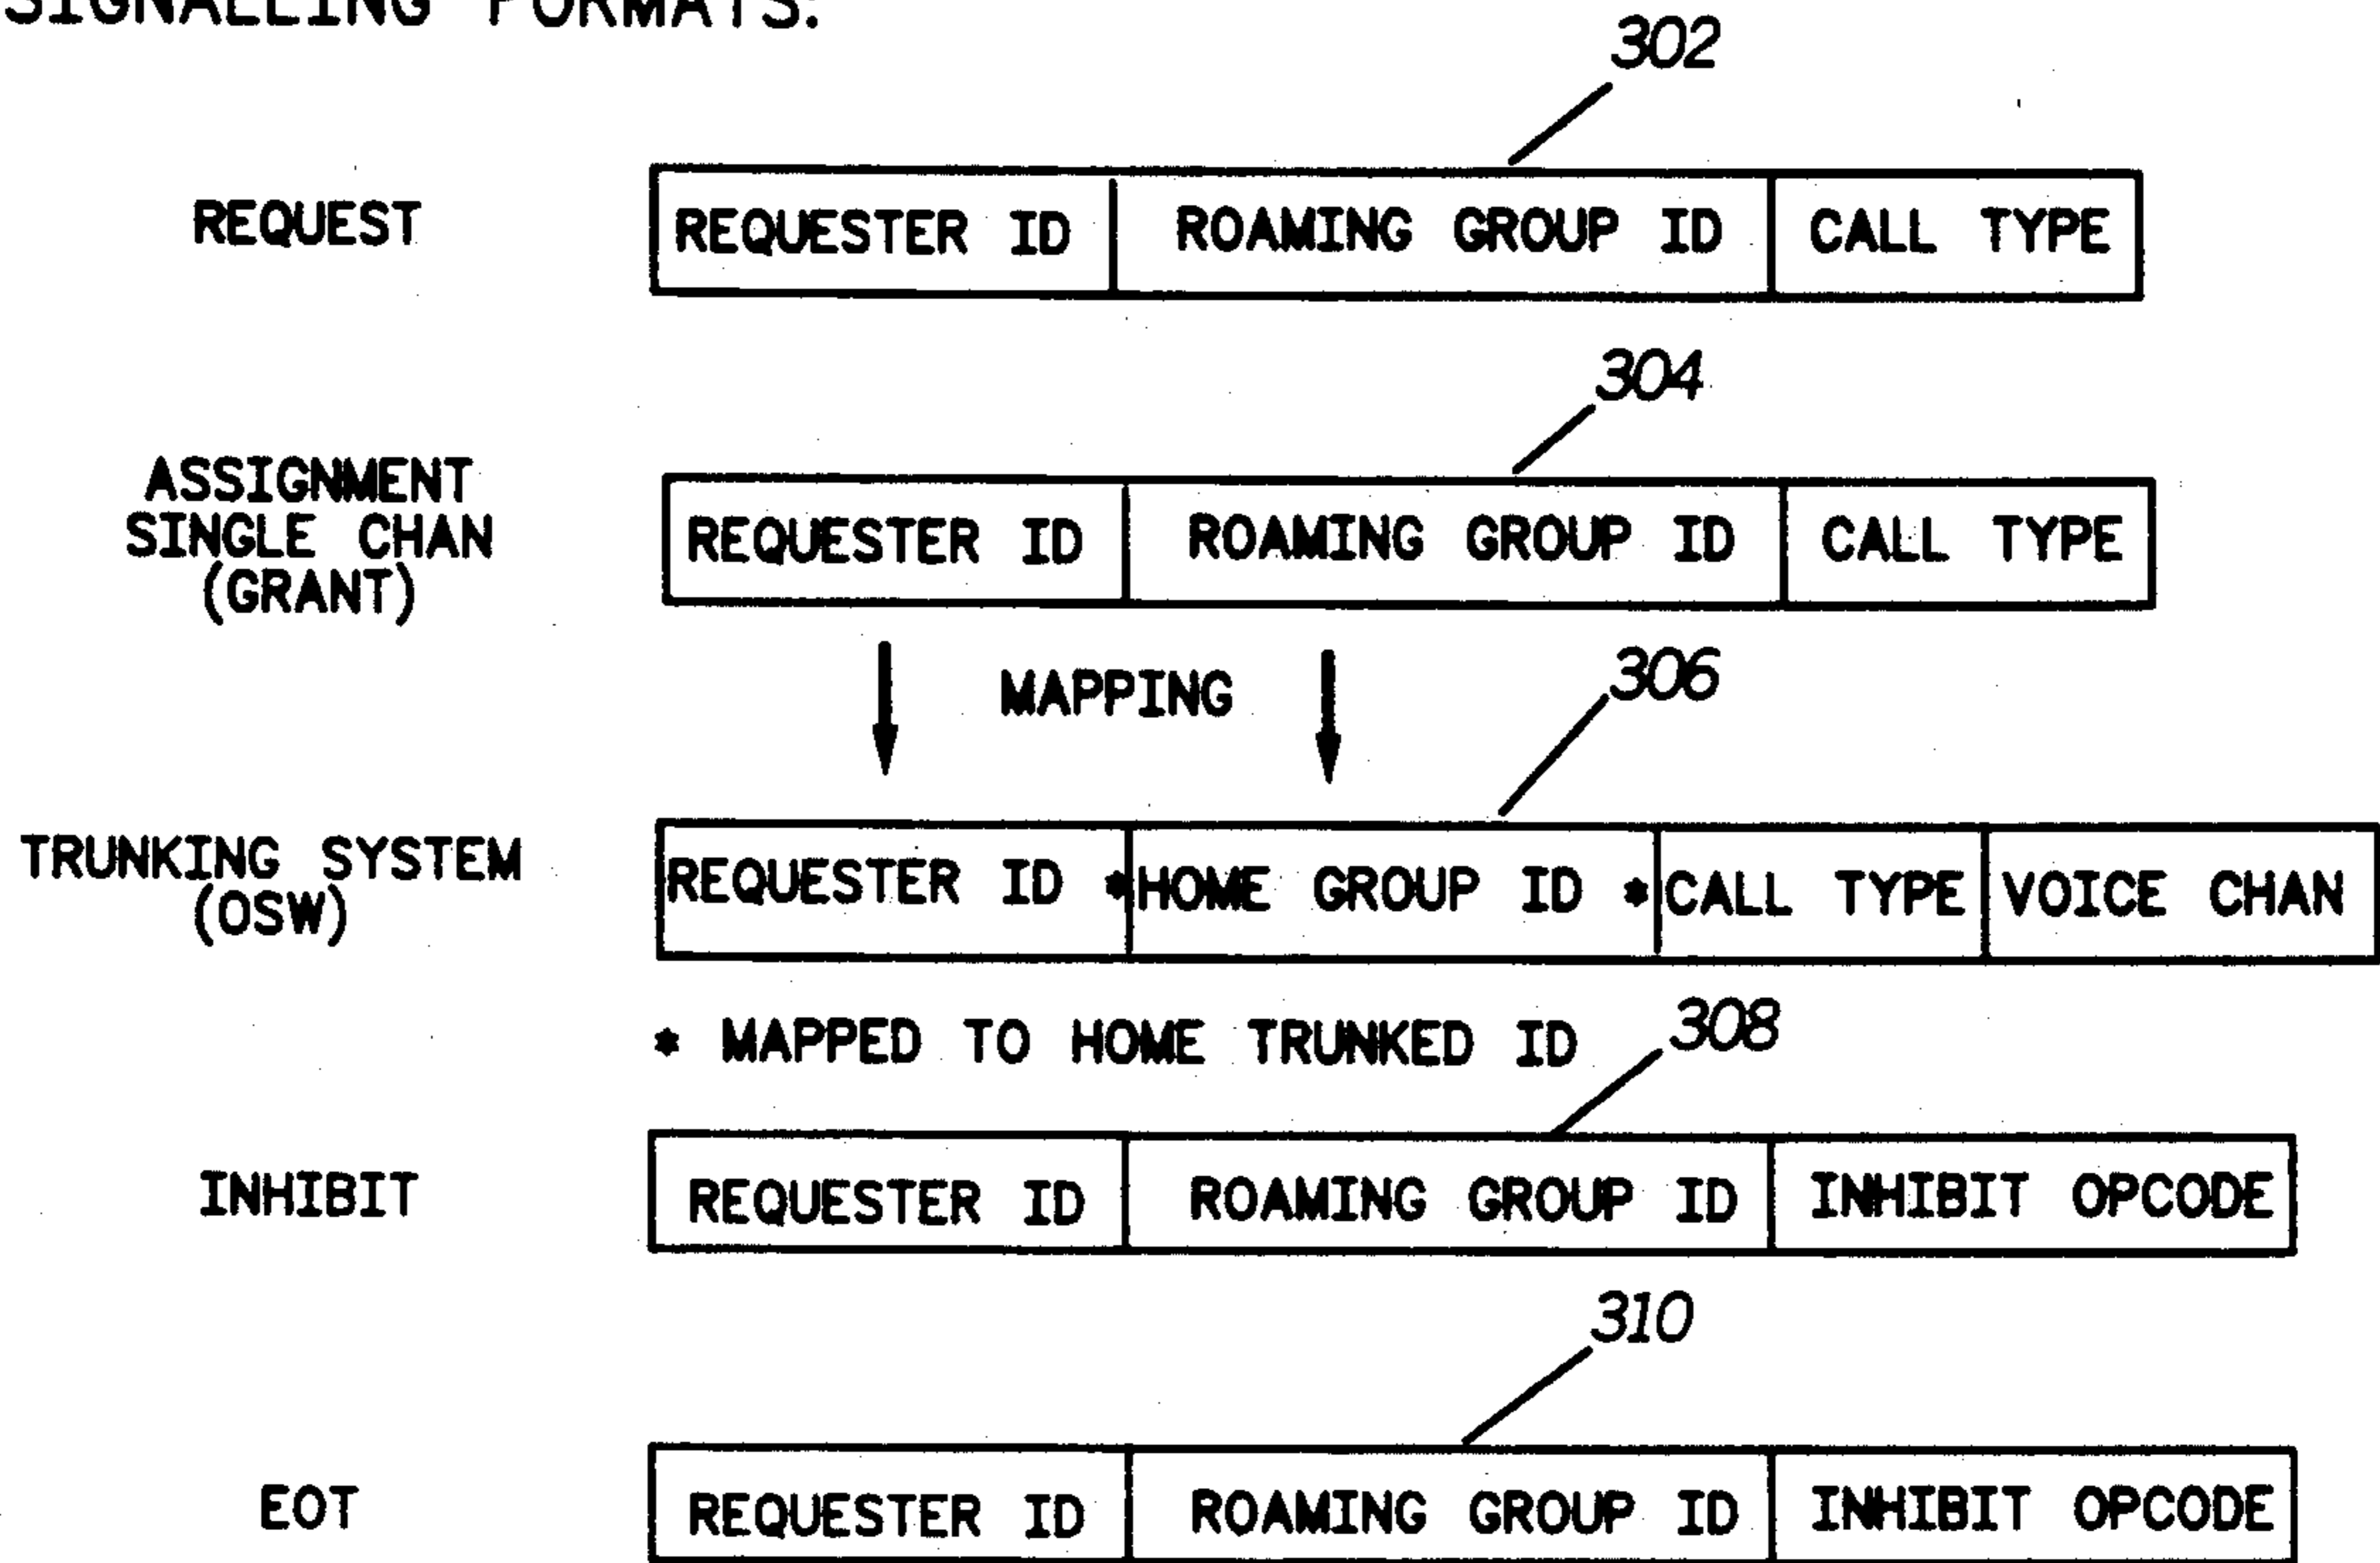 SIGNALLING FORMATS:
302
REQUEST
REQUESTER ID ROAMING GROUP ID CALL TYPE
304
ASSIGNMENT
SINGLE CHAN
(GRANT)
REQUESTER ID ROAMING GROUP ID CALL TYPE
MAPPING
306
TRUNKING SYSTEM
(OSW)
REQUESTER ID * HOME GROUP ID * CALL TYPE VOICE CHAN
* MAPPED TO HOME TRUNKED ID
308
INHIBIT
REQUESTER ID ROAMING GROUP ID INHIBIT OPCODE
310
EOT
REQUESTER ID ROAMING GROUP ID INHIBIT OPCODE